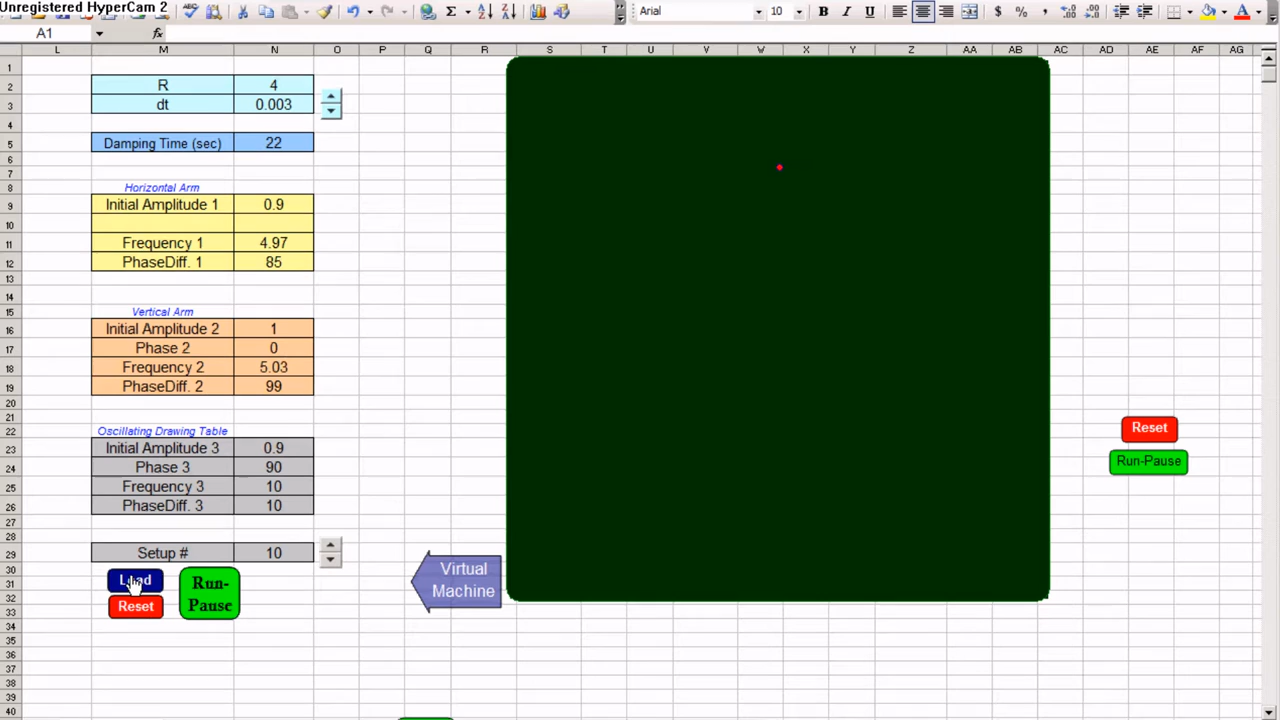 Unregistered HyperCam 2
Arial 10 B I U $ % ,
A1 fx
L M N O P Q R S T U V W X Y Z AA AB AC AD AE AF AG
1
2 R 4
3 dt 0.003
4
5 Damping Time (sec) 22
6
7
8 Horizontal Arm
9 Initial Amplitude 1 0.9
10
11 Frequency 1 4.97
12 PhaseDiff. 1 85
13
14
15 Vertical Arm
16 Initial Amplitude 2 1
17 Phase 2 0
18 Frequency 2 5.03
19 PhaseDiff. 2 99
20
21
22 Oscillating Drawing Table
23 Initial Amplitude 3 0.9
24 Phase 3 90
25 Frequency 3 10
26 PhaseDiff. 3 10
27
28
29 Setup # 10
30
31 Load
32 Reset
33
34
35
36
37
38
39
40
Run-
Pause
Virtual
Machine
Reset
Run-Pause